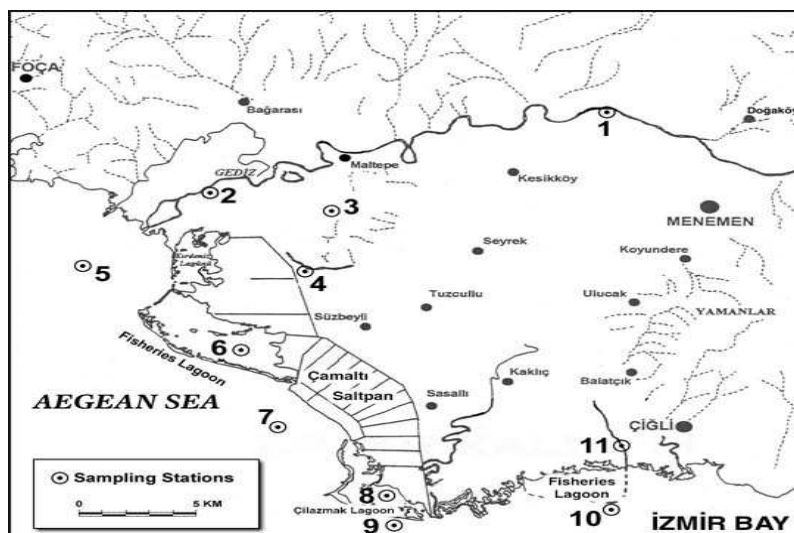 FOÇA
Bağarası
1
Doğaköy
GEDİZ
Maltepe
Kesikköy
2
3
MENEMEN
Seyrek
Koyundere
5
4
Tuzcullu
Ulucak
YAMANLAR
Süzbeyli
6
Fisheries Lagoon
Çamaltı
Saltpan
Kaklıç
Balatçık
AEGEAN SEA
Sasallı
7
ÇİĞLİ
11
Sampling Stations
Fisheries
Lagoon
8
0
5 KM
Çilazmak Lagoon
9
10
İZMİR BAY